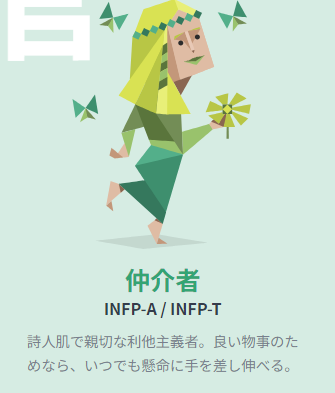 仲介者
INFP-A / INFP-T
詩人肌で親切な利他主義者。良い物事のた
めなら、いつでも懸命に手を差し伸べる。